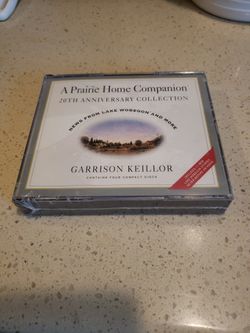 A Prairie Home Companion
20TH ANNIVERSARY COLLECTION
NEWS FROM LAKE WOBEGON AND MORE
GARRISON KEILLOR
CONTAINS FOUR COMPACT DISCS